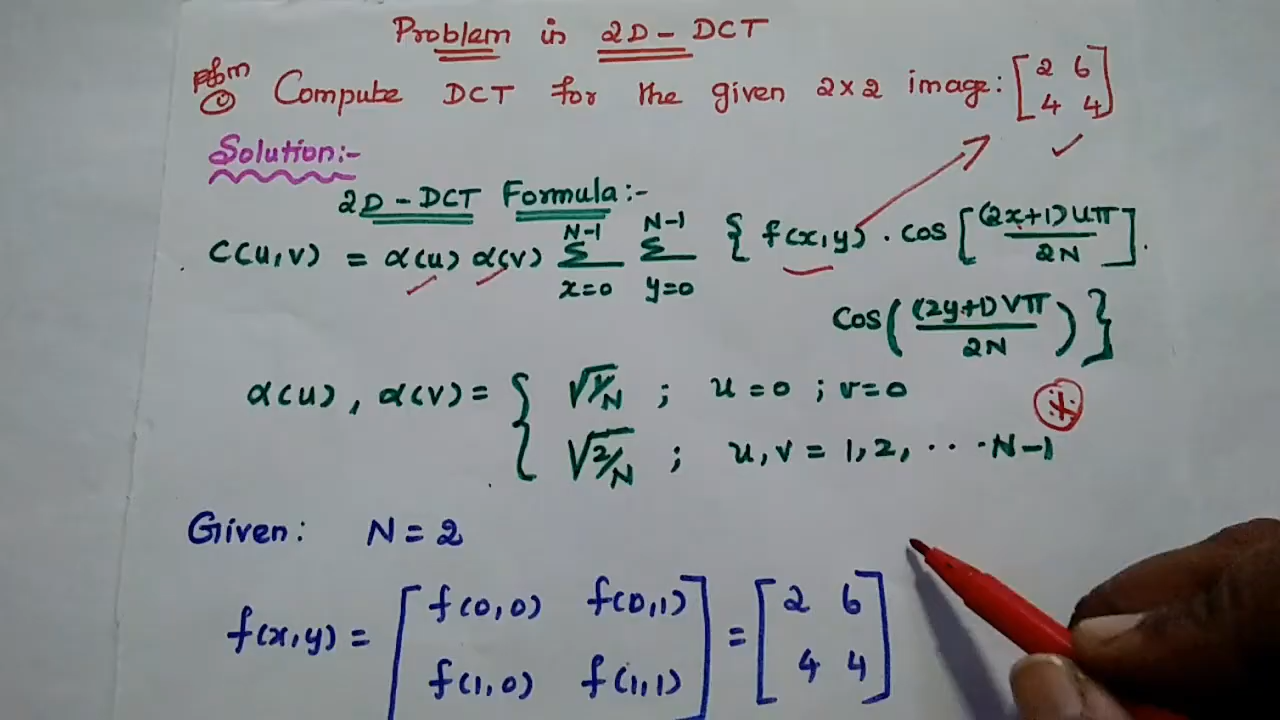 Problem in 2D-DCT
Pbm ① Compute DCT for the given 2×2 image: [2 6
4 4]
Solution:-
2D-DCT Formula:-
C(u,v) = α(u) α(v) Σ_{x=0}^{N-1} Σ_{y=0}^{N-1} { f(x,y) . cos [(2x+1)uπ / 2N] .
Cos ((2y+1)vπ / 2N) }
α(u), α(v) = { √1/N ; u=0 ; v=0
√2/N ; u,v = 1,2, ... N-1
Given: N = 2
f(x,y) = [f(0,0) f(0,1)
f(1,0) f(1,1)] = [2 6
4 4]